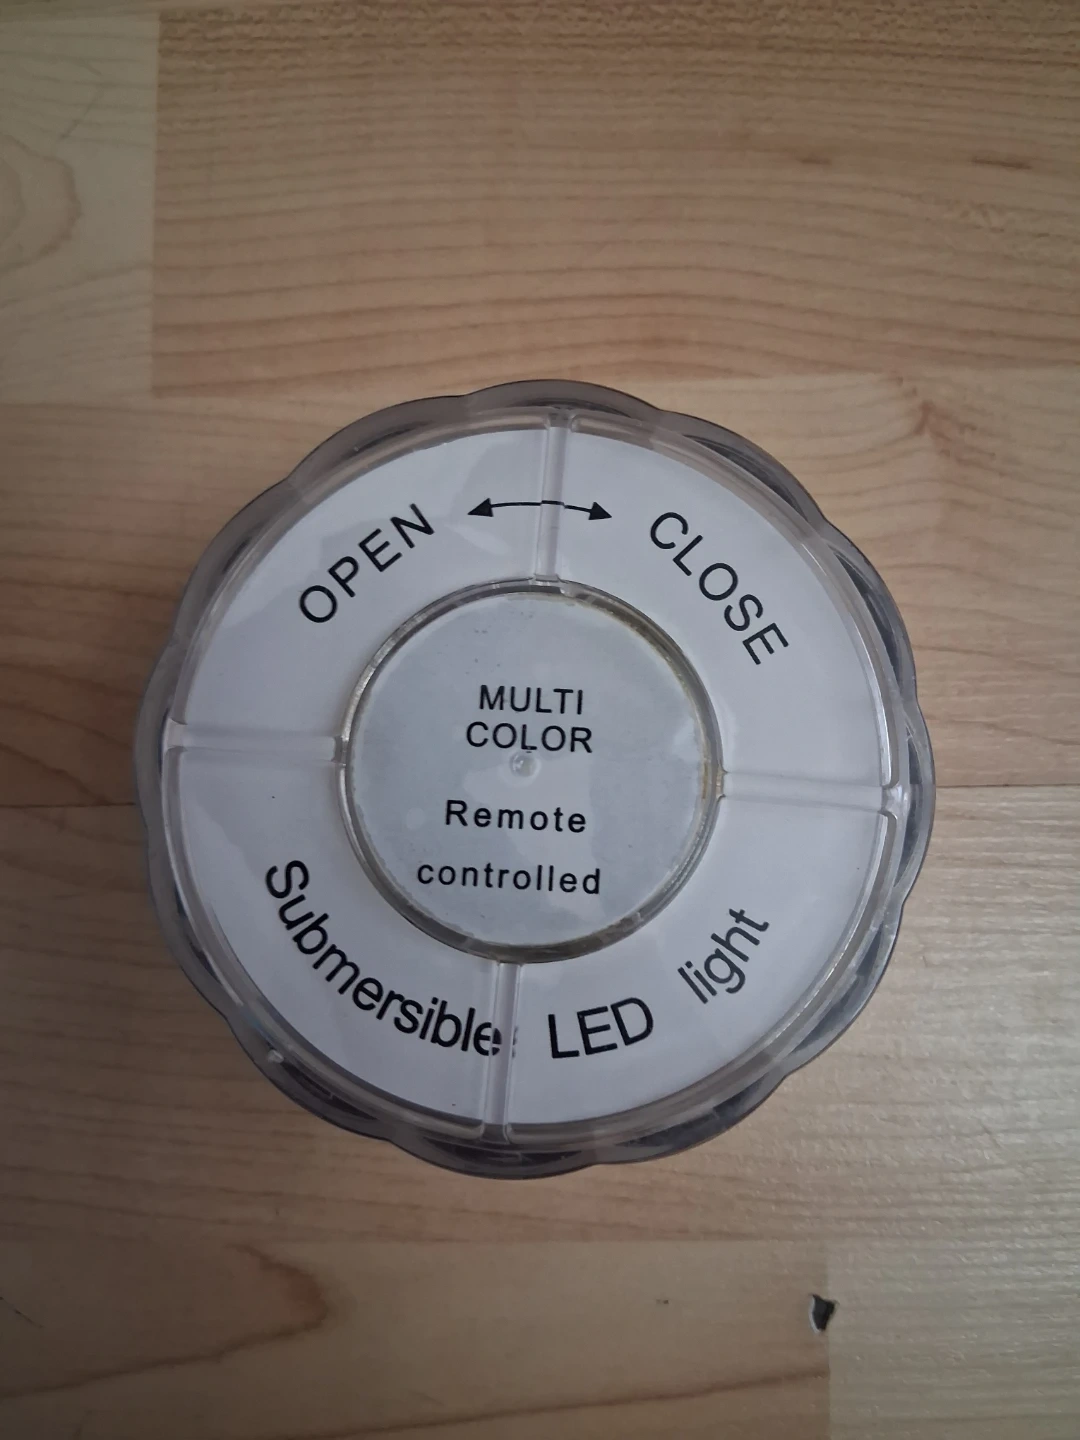 OPEN CLOSE
MULTI
COLOR
Remote
controlled
Submersible LED light